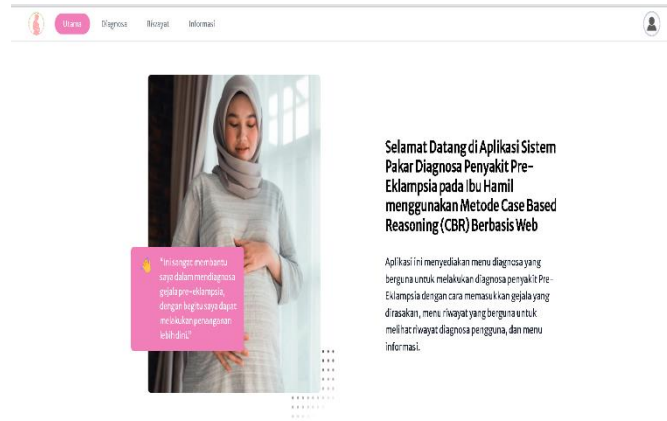 Utama Diagnosa Riwayat Informasi
Selamat Datang di Aplikasi Sistem
Pakar Diagnosa Penyakit Pre-
Eklampsia pada Ibu Hamil
menggunakan Metode Case Based
Reasoning (CBR) Berbasis Web
Aplikasi ini menyediakan menu diagnosa yang
berguna untuk melakukan diagnosa penyakit Pre-
Eklampsia dengan cara memasukkan gejala yang
dirasakan, menu riwayat yang berguna untuk
melihat riwayat diagnosa pengguna, dan menu
informasi.
"Ini sangat membantu
saya dalam mendiagnosa
gejala pre-eklampsia,
dengan begitu saya dapat
melakukan penanganan
lebih dini."